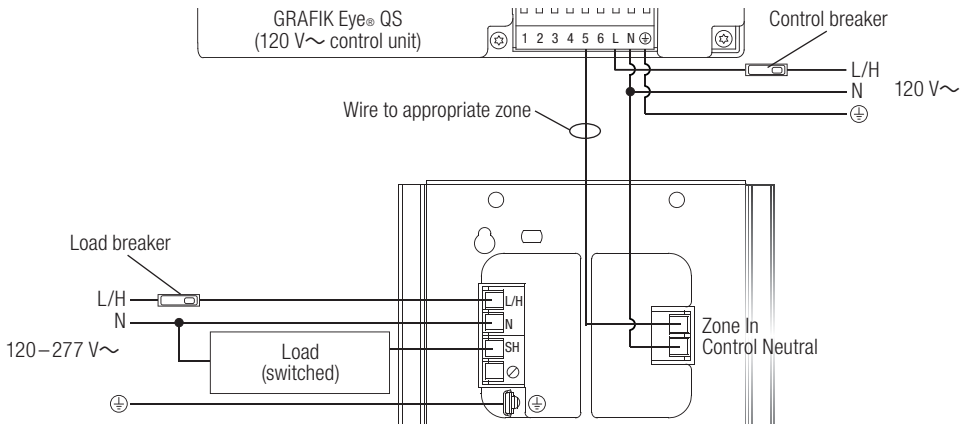 GRAFIK Eye® QS
(120 V~ control unit)
1 2 3 4 5 6 L N ⏚
Control breaker
L/H
N
120 V~
⏚
Wire to appropriate zone
Load breaker
L/H
N
120–277 V~
Load
(switched)
⏚
L/H
N
SH
⊘
⏚
Zone In
Control Neutral